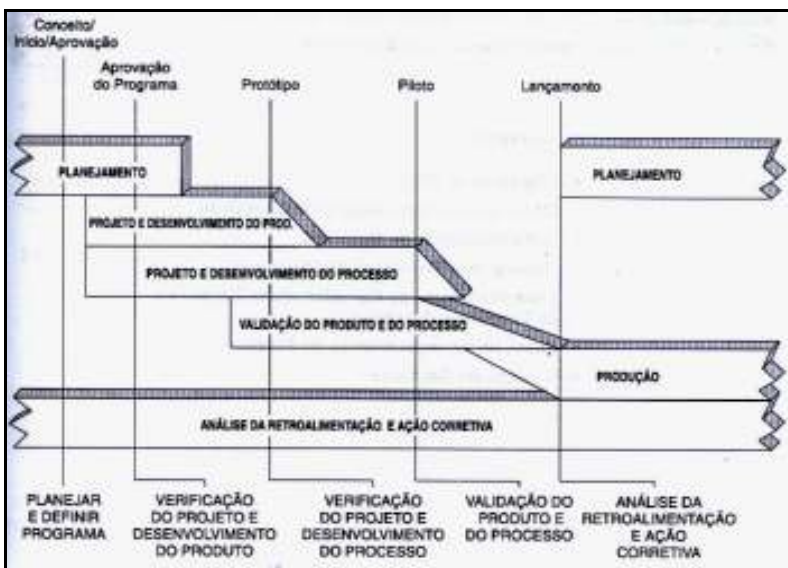 Conceito/
Início/Aprovação
Aprovação
do Programa
Protótipo
Piloto
Lançamento
PLANEJAMENTO
PLANEJAMENTO
PROJETO E DESENVOLVIMENTO DO PROD.
PROJETO E DESENVOLVIMENTO DO PROCESSO
VALIDAÇÃO DO PRODUTO E DO PROCESSO
PRODUÇÃO
ANÁLISE DA RETROALIMENTAÇÃO E AÇÃO CORRETIVA
PLANEJAR
E DEFINIR
PROGRAMA
VERIFICAÇÃO
DO PROJETO E
DESENVOLVIMENTO
DO PRODUTO
VERIFICAÇÃO
DO PROJETO E
DESENVOLVIMENTO
DO PROCESSO
VALIDAÇÃO DO
PRODUTO E
DO PROCESSO
ANÁLISE DA
RETROALIMENTAÇÃO
E AÇÃO
CORRETIVA